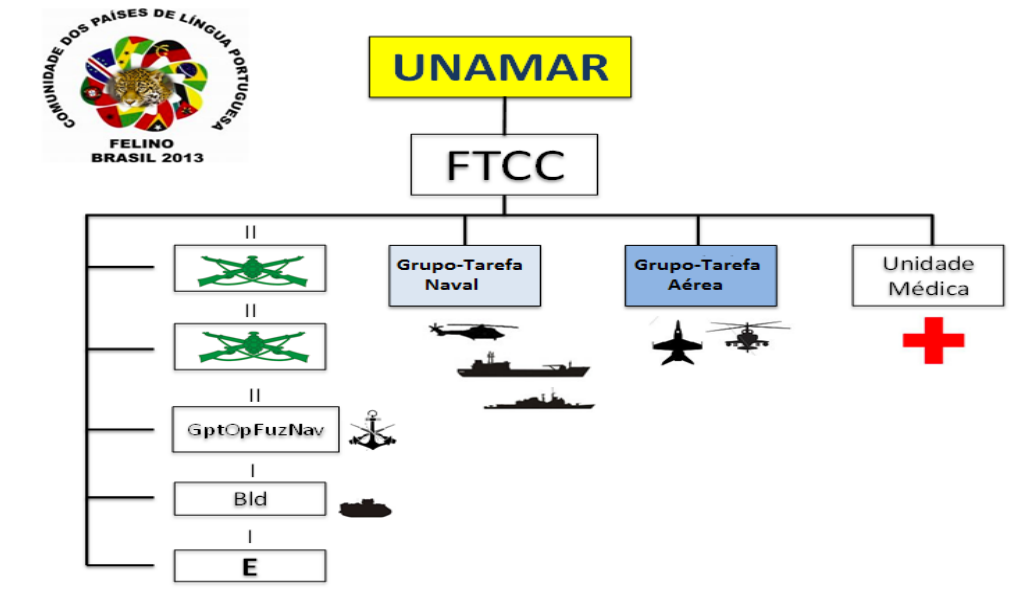 COMUNIDADE DOS PAÍSES DE LÍNGUA PORTUGUESA
FELINO
BRASIL 2013
UNAMAR
FTCC
II
II
II
GptOpFuzNav
I
Bld
I
E
Grupo-Tarefa
Naval
Grupo-Tarefa
Aérea
Unidade
Médica